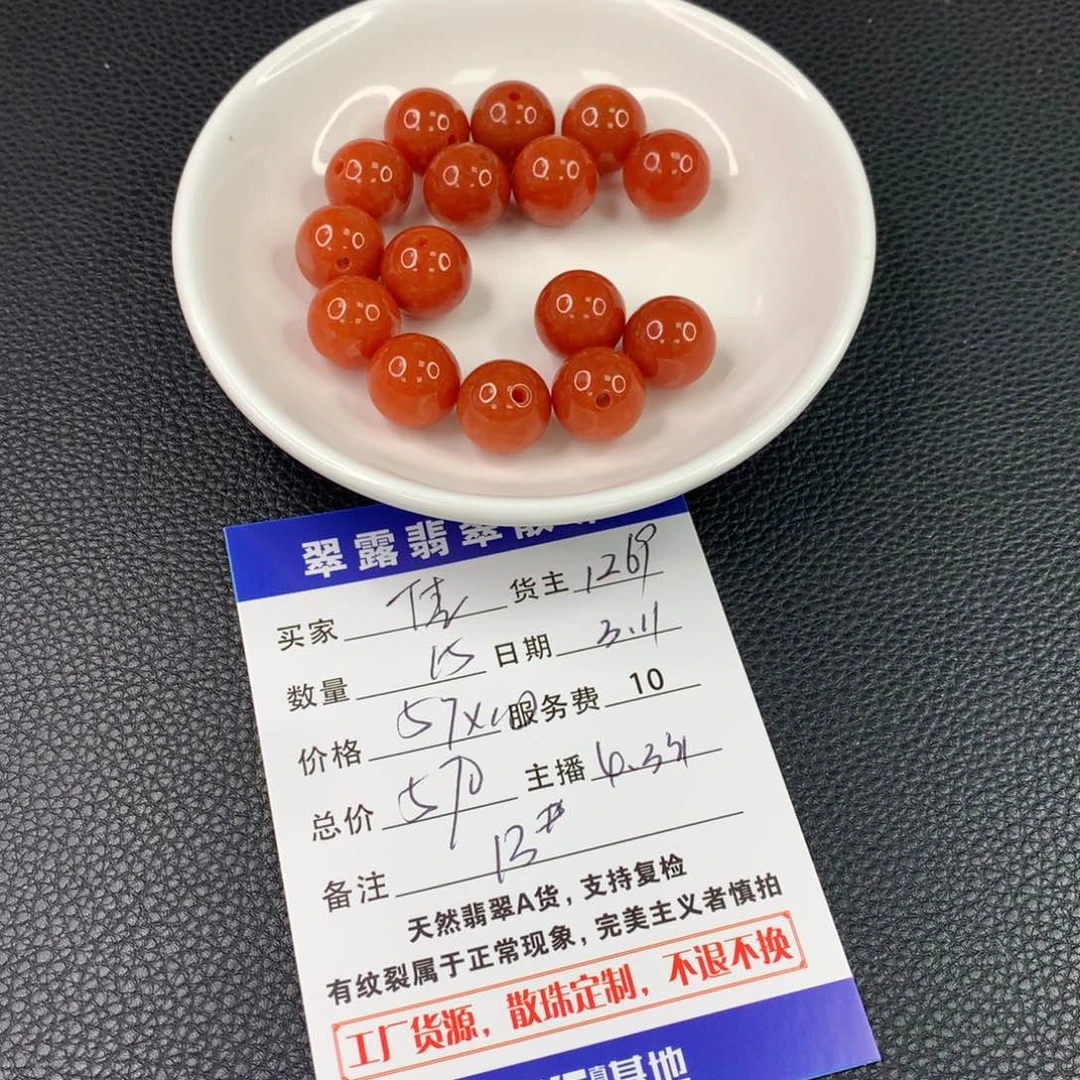 翠露翡翠散
买家 佳 货主 1269
数量 15 日期 3.11
价格 57x10 服务费 10
总价 570 主播
备注 13#
天然翡翠A货，支持复检
有纹裂属于正常现象，完美主义者慎拍
工厂货源，散珠定制，不退不换
基地